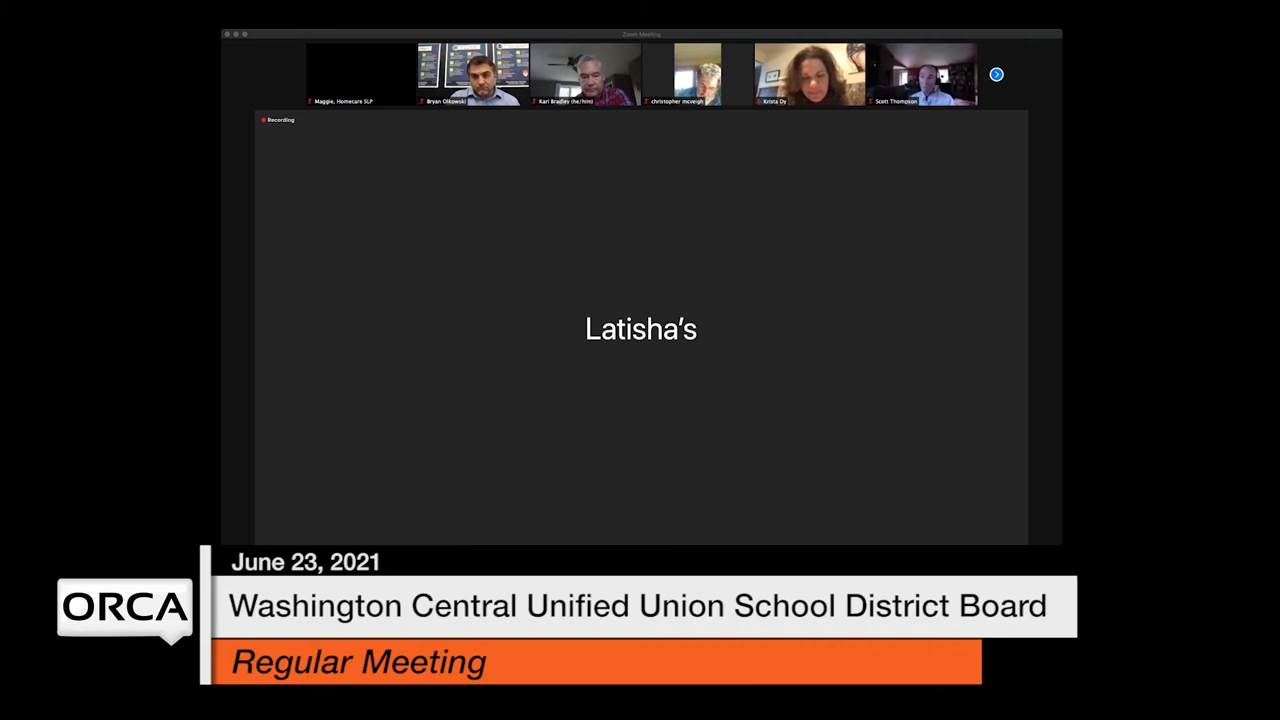 Zoom Meeting
Maggie, Homecare SLP
Bryan Olkowski
Kari Bradley (he/him)
christopher mcveigh
Krista Dy
Scott Thompson
Recording
Latisha's
June 23, 2021
ORCA
Washington Central Unified Union School District Board
Regular Meeting